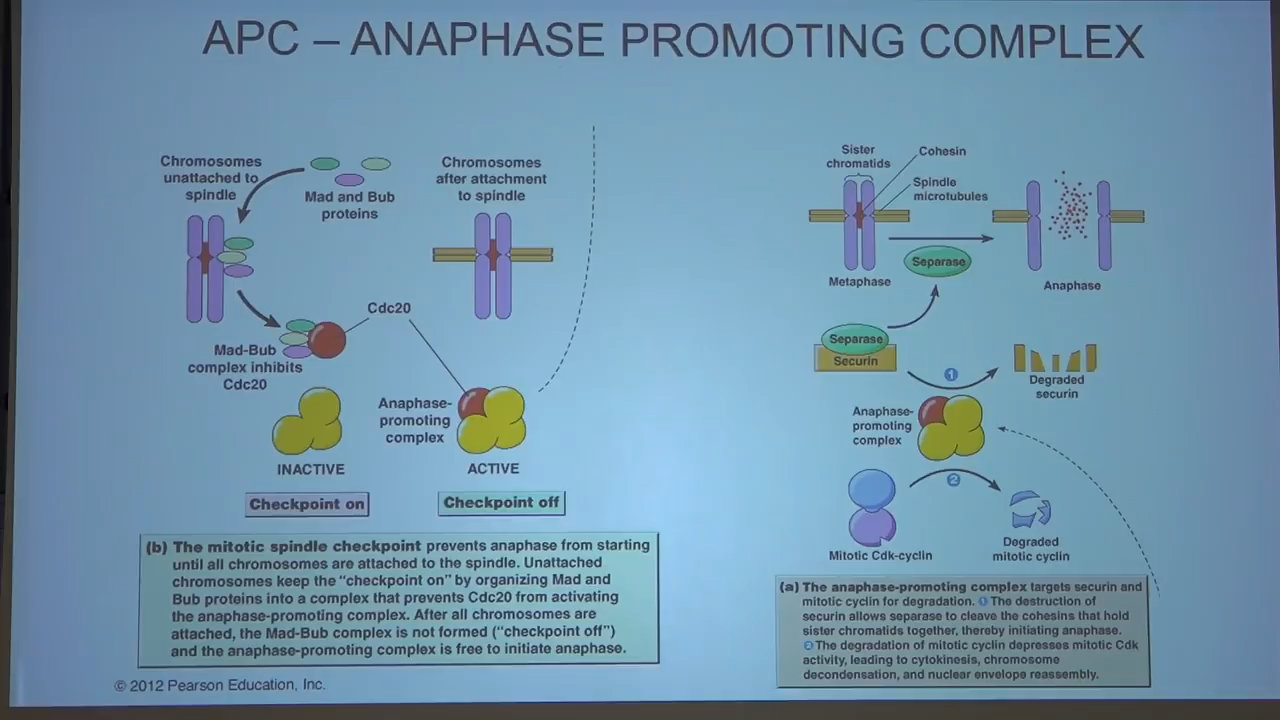 APC – ANAPHASE PROMOTING COMPLEX
Chromosomes
unattached to
spindle
Mad and Bub
proteins
Chromosomes
after attachment
to spindle
Cdc20
Mad-Bub
complex inhibits
Cdc20
Anaphase-
promoting
complex
INACTIVE
ACTIVE
Checkpoint on
Checkpoint off
(b) The mitotic spindle checkpoint prevents anaphase from starting
until all chromosomes are attached to the spindle. Unattached
chromosomes keep the “checkpoint on” by organizing Mad and
Bub proteins into a complex that prevents Cdc20 from activating
the anaphase-promoting complex. After all chromosomes are
attached, the Mad-Bub complex is not formed (“checkpoint off”)
and the anaphase-promoting complex is free to initiate anaphase.
© 2012 Pearson Education, Inc.
Sister
chromatids
Cohesin
Spindle
microtubules
Separase
Metaphase
Anaphase
Separase
Securin
1
Degraded
securin
Anaphase-
promoting
complex
2
Mitotic Cdk-cyclin
Degraded
mitotic cyclin
(a) The anaphase-promoting complex targets securin and
mitotic cyclin for degradation. 1 The destruction of
securin allows separase to cleave the cohesins that hold
sister chromatids together, thereby initiating anaphase.
2 The degradation of mitotic cyclin depresses mitotic Cdk
activity, leading to cytokinesis, chromosome
decondensation, and nuclear envelope reassembly.